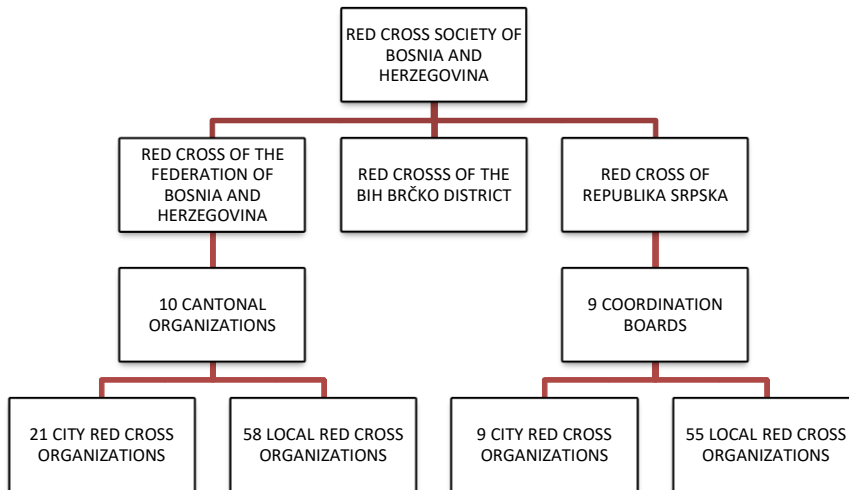 RED CROSS SOCIETY OF
BOSNIA AND
HERZEGOVINA
RED CROSS OF THE
FEDERATION OF
BOSNIA AND
HERZEGOVINA
RED CROSSS OF THE
BIH BRČKO DISTRICT
RED CROSS OF
REPUBLIKA SRPSKA
10 CANTONAL
ORGANIZATIONS
9 COORDINATION
BOARDS
21 CITY RED CROSS
ORGANIZATIONS
58 LOCAL RED CROSS
ORGANIZATIONS
9 CITY RED CROSS
ORGANIZATIONS
55 LOCAL RED CROSS
ORGANIZATIONS